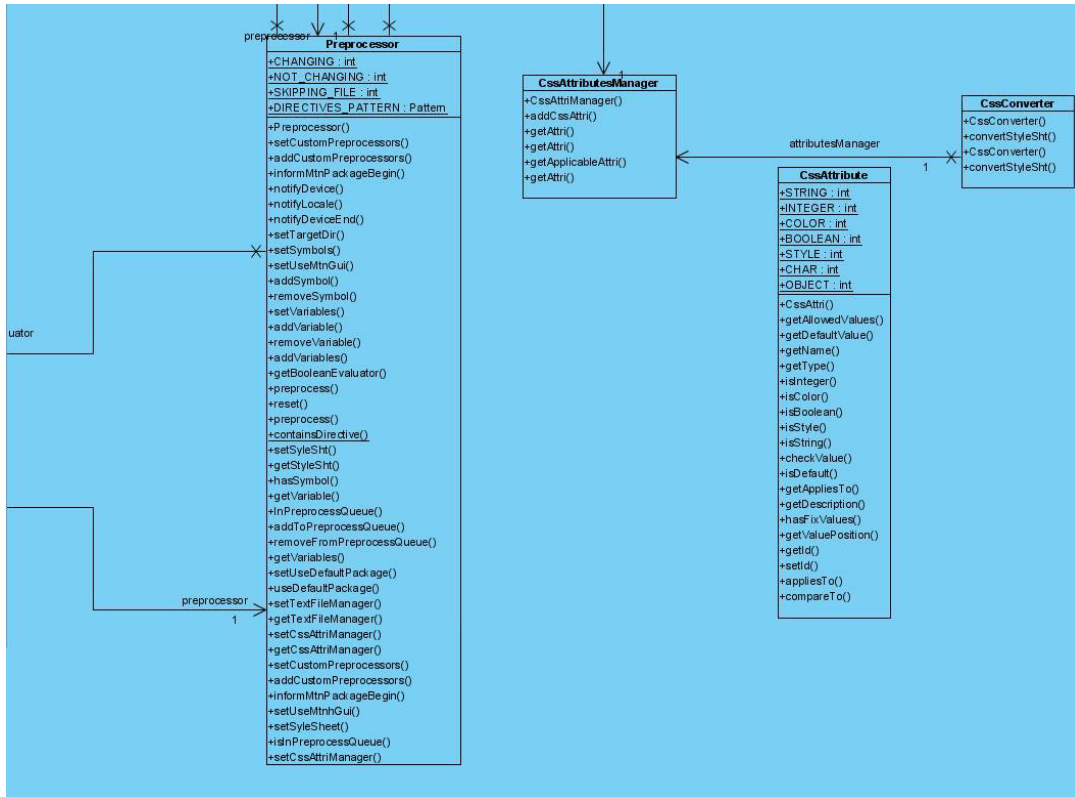 preprocessor
1
Preprocessor
+CHANGING : int
+NOT_CHANGING : int
+SKIPPING_FILE : int
+DIRECTIVES_PATTERN : Pattern
+Preprocessor()
+setCustomPreprocessors()
+addCustomPreprocessors()
+informMtnPackageBegin()
+notifyDevice()
+notifyLocale()
+notifyDeviceEnd()
+setTargetDir()
+setSymbols()
+setUseMtnGui()
+addSymbol()
+removeSymbol()
+setVariables()
+addVariable()
+removeVariable()
+addVariables()
+getBooleanEvaluator()
+preprocess()
+reset()
+preprocess()
+containsDirective()
+setSyleSht()
+getStyleSht()
+hasSymbol()
+getVariable()
+InPreprocessQueue()
+addToPreprocessQueue()
+removeFromPreprocessQueue()
+getVariables()
+setUseDefaultPackage()
+useDefaultPackage()
+setTextFileManager()
+getTextFileManager()
+setCssAttriManager()
+getCssAttriManager()
+setCustomPreprocessors()
+addCustomPreprocessors()
+informMtnPackageBegin()
+setUseMtnhGui()
+setSyleSheet()
+isInPreprocessQueue()
+setCssAttriManager()
uator
preprocessor
1
1
CssAttributesManager
+CssAttriManager()
+addCssAttri()
+getAttri()
+getAttri()
+getApplicableAttri()
+getAttri()
attributesManager
1
CssConverter
+CssConverter()
+convertStyleSht()
+CssConverter()
+convertStyleSht()
CssAttribute
+STRING : int
+INTEGER : int
+COLOR : int
+BOOLEAN : int
+STYLE : int
+CHAR : int
+OBJECT : int
+CssAttri()
+getAllowedValues()
+getDefaultValue()
+getName()
+getType()
+isInteger()
+isColor()
+isBoolean()
+isStyle()
+isString()
+checkValue()
+isDefault()
+getAppliesTo()
+getDescription()
+hasFixValues()
+getValuePosition()
+getId()
+setId()
+appliesTo()
+compareTo()